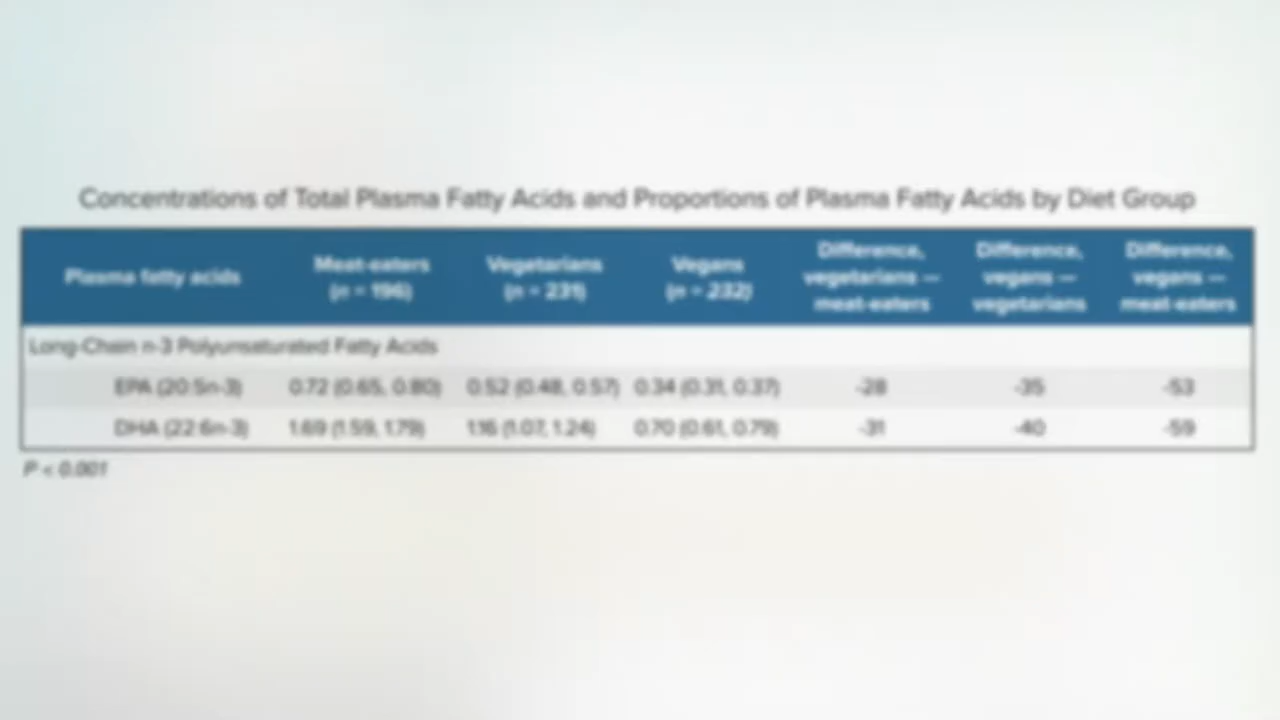 Concentrations of Total Plasma Fatty Acids and Proportions of Plasma Fatty Acids by Diet Group
Plasma fatty acids Meat-eaters (n = 196) Vegetarians (n = 231) Vegans (n = 232) Difference, vegetarians — meat-eaters Difference, vegans — vegetarians Difference, vegans — meat-eaters
Long-Chain n-3 Polyunsaturated Fatty Acids
EPA (20:5n-3) 0.72 (0.65, 0.80) 0.52 (0.48, 0.57) 0.34 (0.31, 0.37) -28 -35 -53
DHA (22:6n-3) 1.69 (1.59, 1.79) 1.16 (1.07, 1.24) 0.70 (0.61, 0.79) -31 -40 -59
P < 0.001